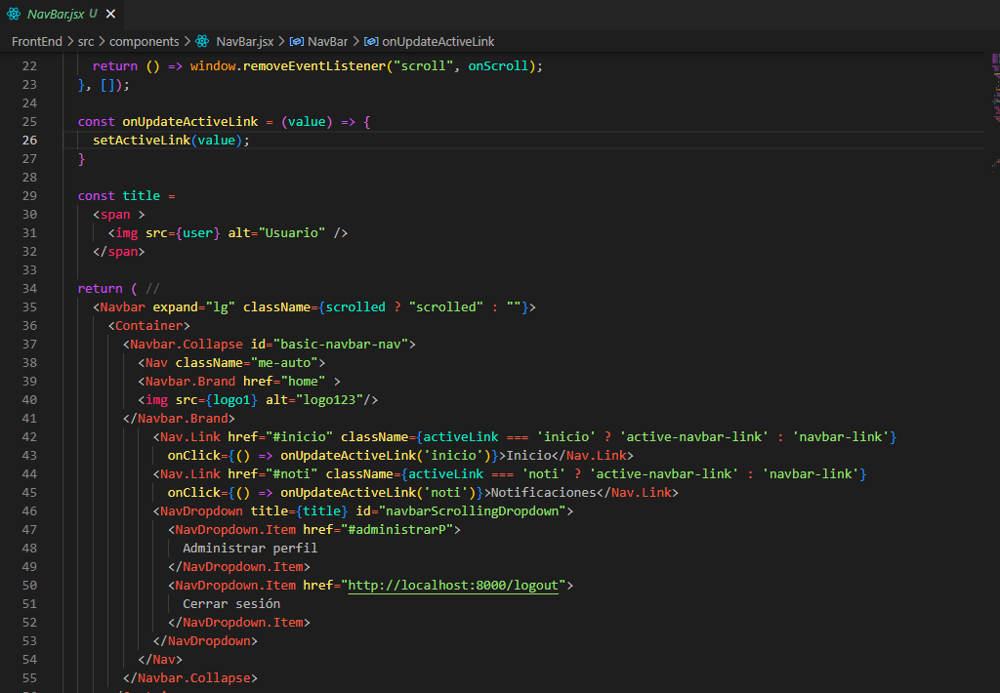 NavBar.jsx U ×
FrontEnd > src > components > NavBar.jsx > NavBar > onUpdateActiveLink
22 return () => window.removeEventListener("scroll", onScroll);
23 }, []);
24
25 const onUpdateActiveLink = (value) => {
26 setActiveLink(value);
27 }
28
29 const title =
30 <span >
31 <img src={user} alt="Usuario" />
32 </span>
33
34 return ( //
35 <Navbar expand="lg" className={scrolled ? "scrolled" : ""}>
36 <Container>
37 <Navbar.Collapse id="basic-navbar-nav">
38 <Nav className="me-auto">
39 <Navbar.Brand href="home" >
40 <img src={logo1} alt="logo123"/>
41 </Navbar.Brand>
42 <Nav.Link href="#inicio" className={activeLink === 'inicio' ? 'active-navbar-link' : 'navbar-link'}
43 onClick={() => onUpdateActiveLink('inicio')}>Inicio</Nav.Link>
44 <Nav.Link href="#noti" className={activeLink === 'noti' ? 'active-navbar-link' : 'navbar-link'}
45 onClick={() => onUpdateActiveLink('noti')}>Notificaciones</Nav.Link>
46 <NavDropdown title={title} id="navbarScrollingDropdown">
47 <NavDropdown.Item href="#administrarP">
48 Administrar perfil
49 </NavDropdown.Item>
50 <NavDropdown.Item href="http://localhost:8000/logout">
51 Cerrar sesión
52 </NavDropdown.Item>
53 </NavDropdown>
54 </Nav>
55 </Navbar.Collapse>